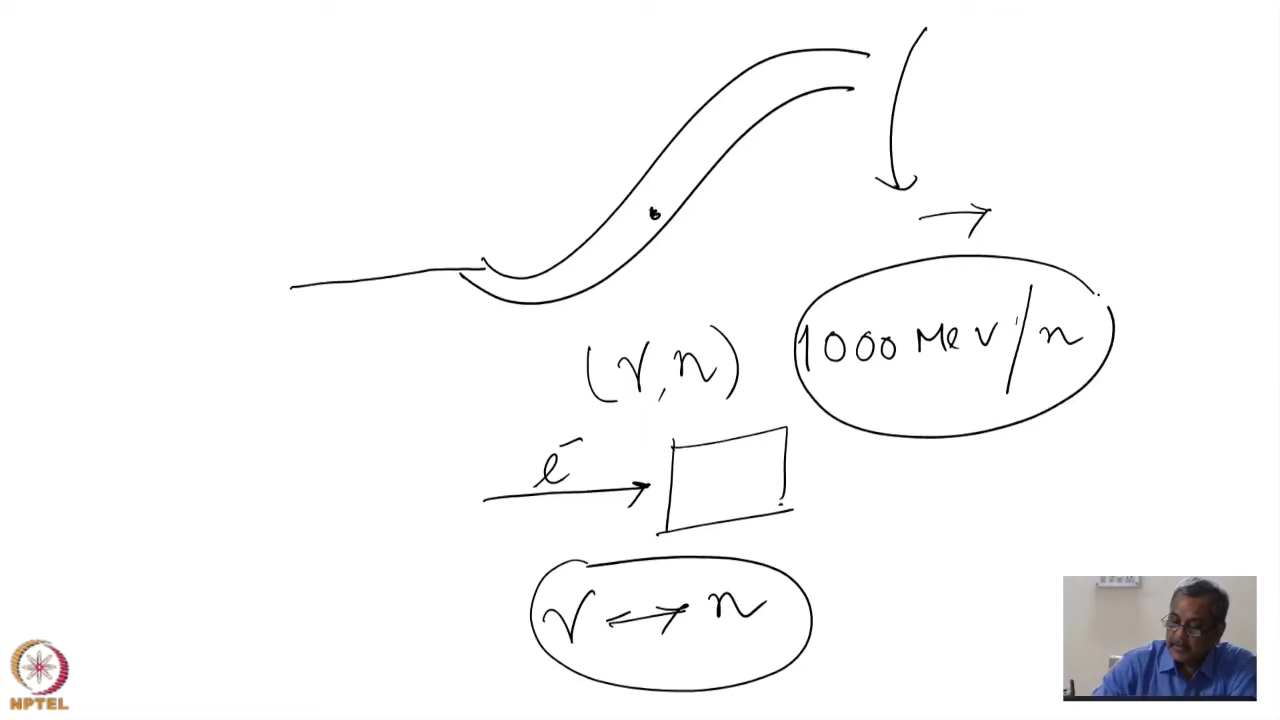 (γ, n)
1000 MeV/n
e⁻
γ ↔ n
NPTEL